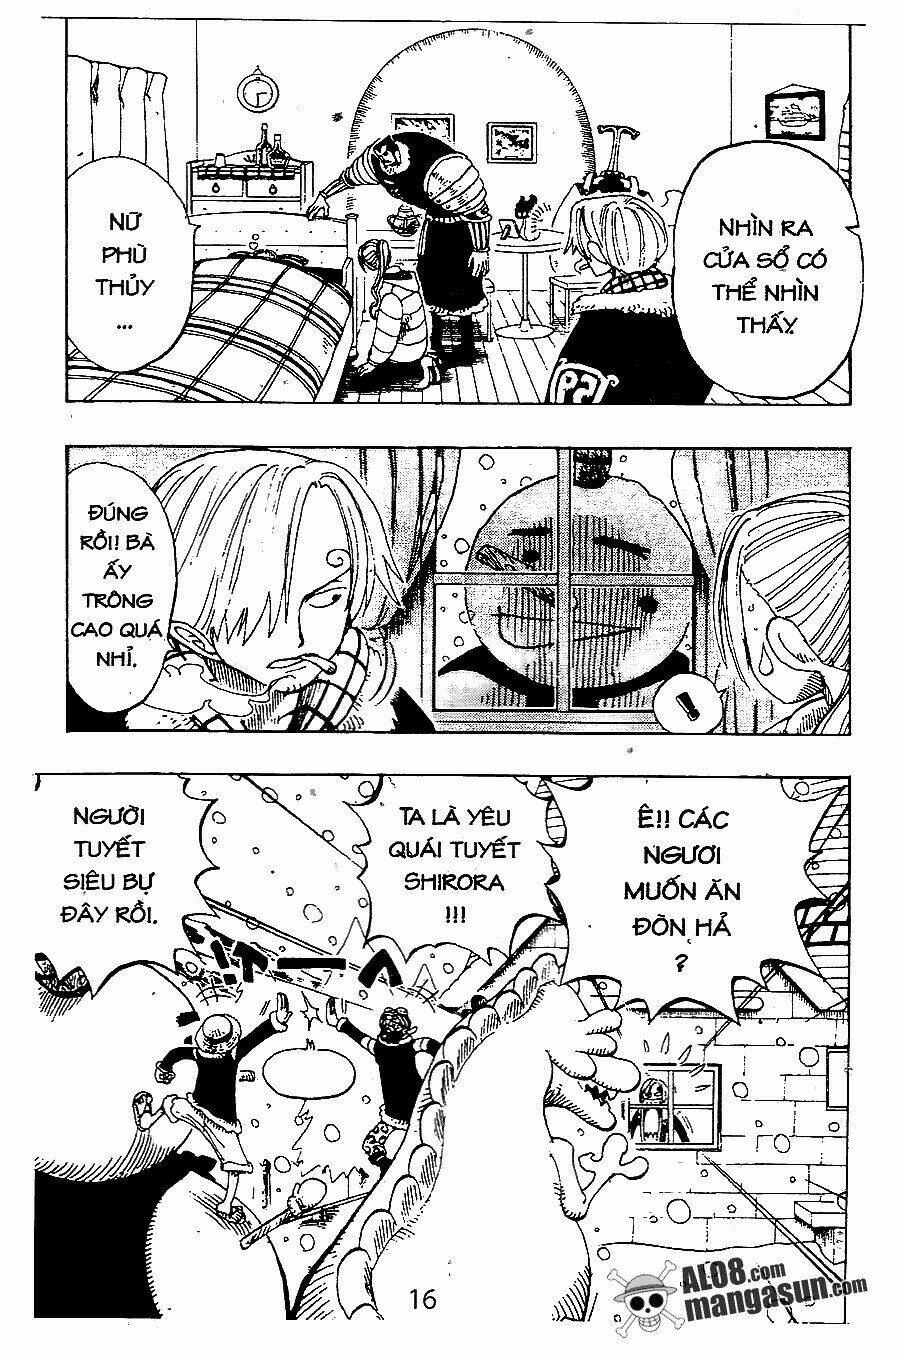 NHÌN RA
CỬA SỔ CÓ
THỂ NHÌN
THẤY.
NỮ
PHÙ
THỦY
...
ĐÚNG
RỒI!! BÀ
ẤY
TRÔNG
CAO QUÁ
NHỈ.
!!
Ê!! CÁC
NGƯƠI
MUỐN ĂN
ĐÒN HẢ
?
TA LÀ YÊU
QUÁI TUYẾT
SHIRORA
!!!
NGƯỜI
TUYẾT
SIÊU BỰ
ĐÂY RỒI.
16
AL08.com
mangasun.com